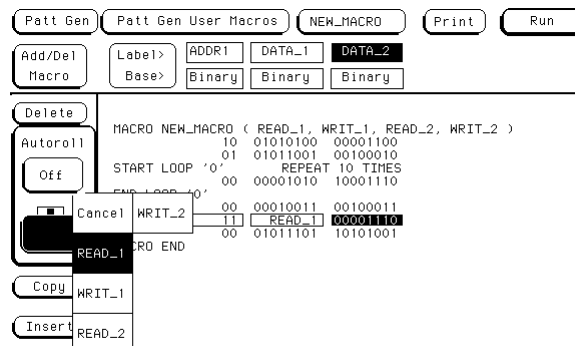 Patt Gen Patt Gen User Macros NEW_MACRO Print Run
Add/Del Macro
Label> ADDR1 DATA_1 DATA_2
Base> Binary Binary Binary
Delete
Autoroll
Off
MACRO NEW_MACRO ( READ_1, WRIT_1, READ_2, WRIT_2 )
10 01010100 00001100
01 01011001 00100010
START LOOP '0' REPEAT 10 TIMES
00 00001010 10001110
END LOOP '0'
00 00010011 00100011
11 READ_1 00001110
00 01011101 10101001
CRO END
Cancel WRIT_2
READ_1
WRIT_1
READ_2
Copy
Insert